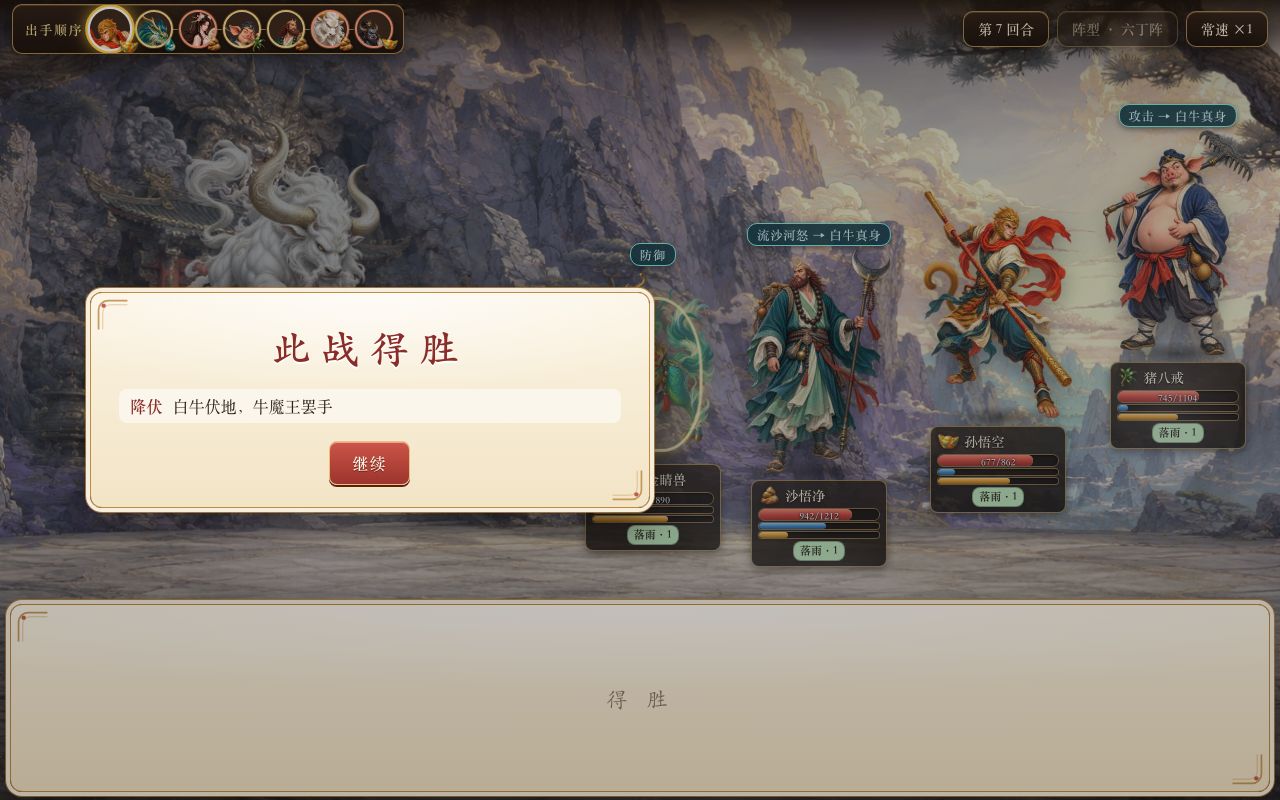 出手顺序
第 7 回合
阵型 · 六丁阵
常速 ×1
攻击 → 白牛真身
流沙河怒 → 白牛真身
防御
此战得胜
降伏 白牛伏地，牛魔王罢手
继续
猪八戒
745/1104
落雨 · 1
孙悟空
677/862
落雨 · 1
沙悟净
942/1212
落雨 · 1
睛兽
890
落雨 · 1
得 胜